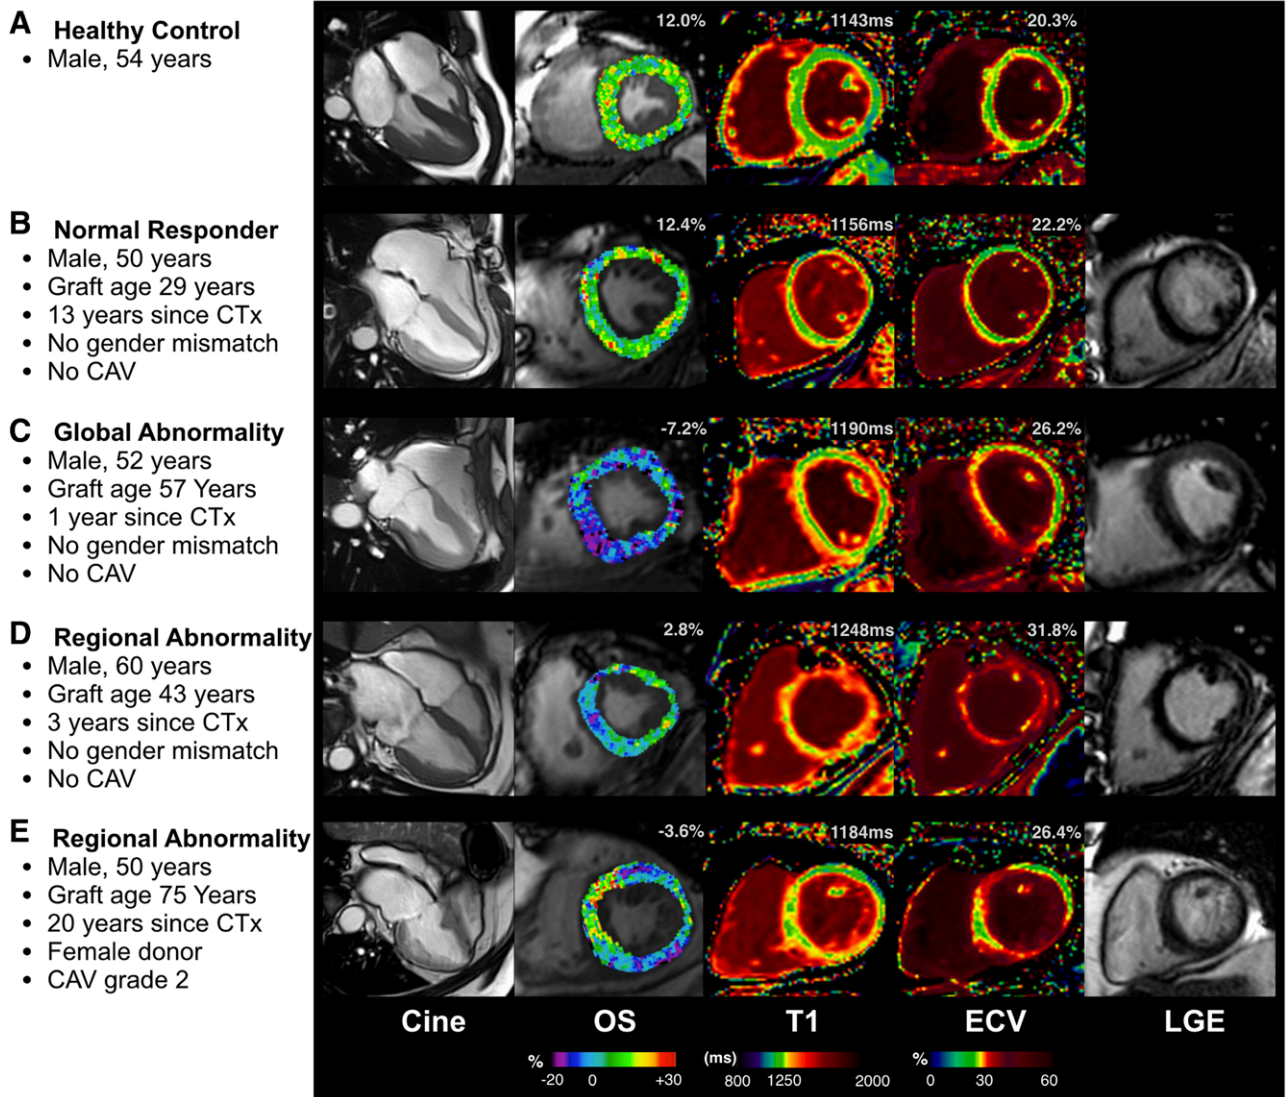 A Healthy Control
• Male, 54 years
12.0% 1143ms 20.3%
B Normal Responder
• Male, 50 years
• Graft age 29 years
• 13 years since CTx
• No gender mismatch
• No CAV
12.4% 1156ms 22.2%
C Global Abnormality
• Male, 52 years
• Graft age 57 Years
• 1 year since CTx
• No gender mismatch
• No CAV
-7.2% 1190ms 26.2%
D Regional Abnormality
• Male, 60 years
• Graft age 43 years
• 3 years since CTx
• No gender mismatch
• No CAV
2.8% 1248ms 31.8%
E Regional Abnormality
• Male, 50 years
• Graft age 75 Years
• 20 years since CTx
• Female donor
• CAV grade 2
-3.6% 1184ms 26.4%
Cine OS T1 ECV LGE
% (ms) %
-20 0 +30 800 1250 2000 0 30 60